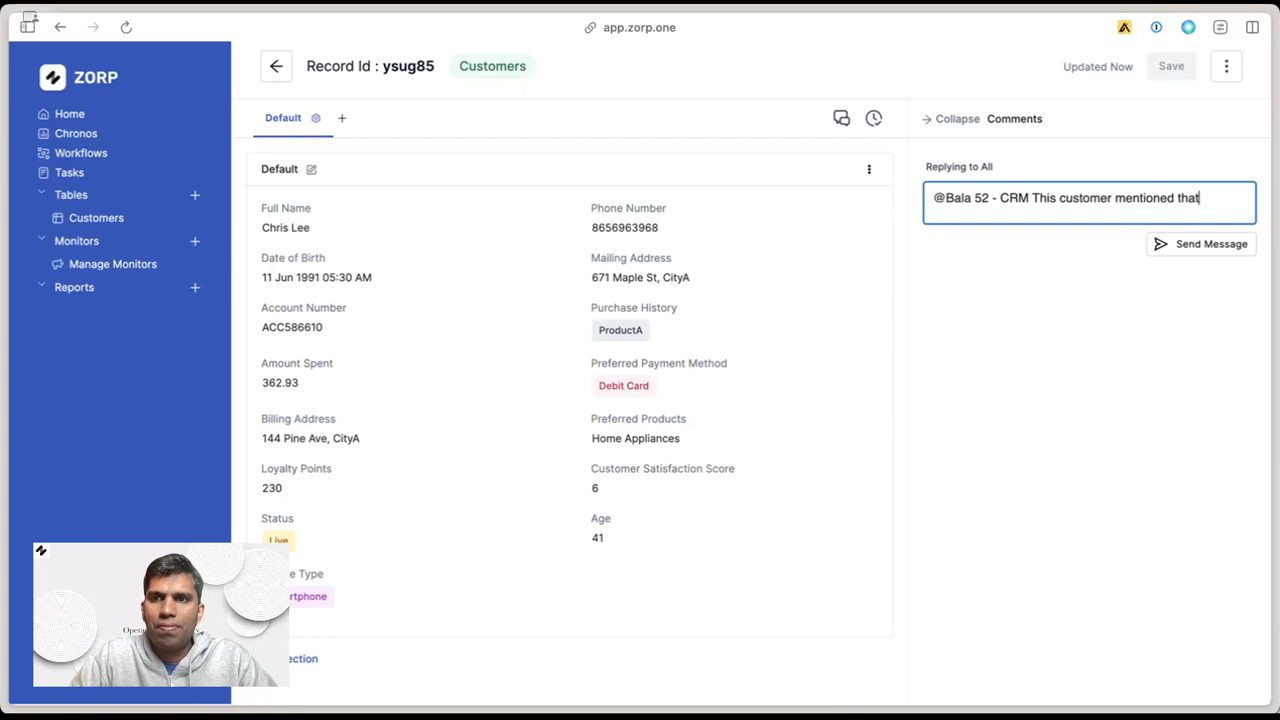 app.zorp.one
ZORP
Home
Chronos
Workflows
Tasks
Tables
Customers
Monitors
Manage Monitors
Reports
Record Id : ysug85
Customers
Updated Now
Save
Default
Collapse Comments
Default
Full Name
Chris Lee
Phone Number
8656963968
Date of Birth
11 Jun 1991 05:30 AM
Mailing Address
671 Maple St, CityA
Account Number
ACC586610
Purchase History
ProductA
Amount Spent
362.93
Preferred Payment Method
Debit Card
Billing Address
144 Pine Ave, CityA
Preferred Products
Home Appliances
Loyalty Points
230
Customer Satisfaction Score
6
Status
Live
Age
41
e Type
rtphone
ection
Replying to All
@Bala 52 - CRM This customer mentioned that
Send Message